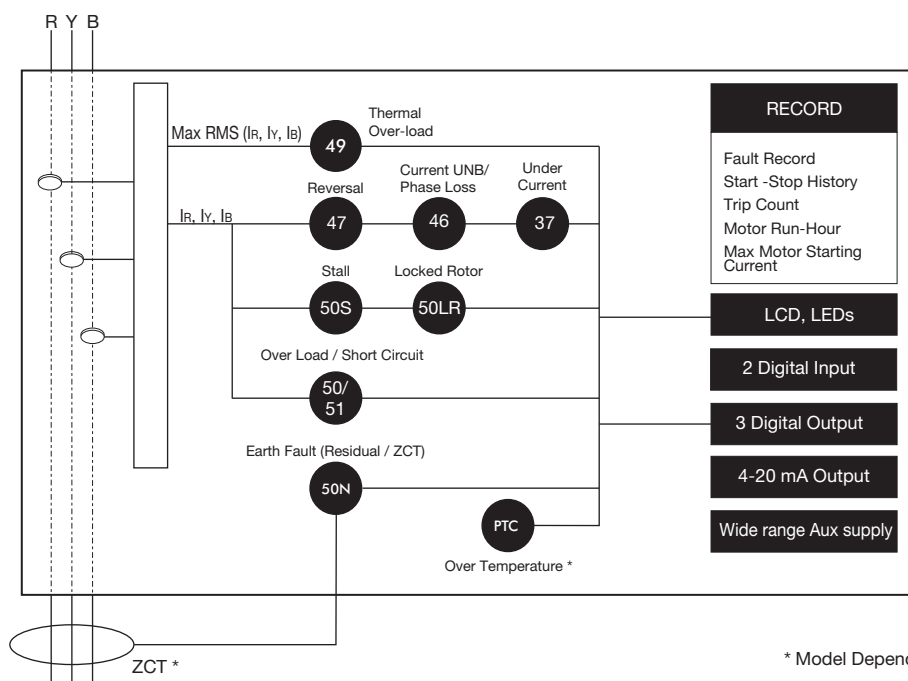 R Y B
Max RMS (IR, IY, IB)
49
Thermal
Over-load
IR, IY, IB
Reversal
47
Current UNB/
Phase Loss
46
Under
Current
37
Stall
50S
Locked Rotor
50LR
Over Load / Short Circuit
50/
51
Earth Fault (Residual / ZCT)
50N
PTC
Over Temperature *
ZCT *
RECORD
Fault Record
Start -Stop History
Trip Count
Motor Run-Hour
Max Motor Starting
Current
LCD, LEDs
2 Digital Input
3 Digital Output
4-20 mA Output
Wide range Aux supply
* Model Depend